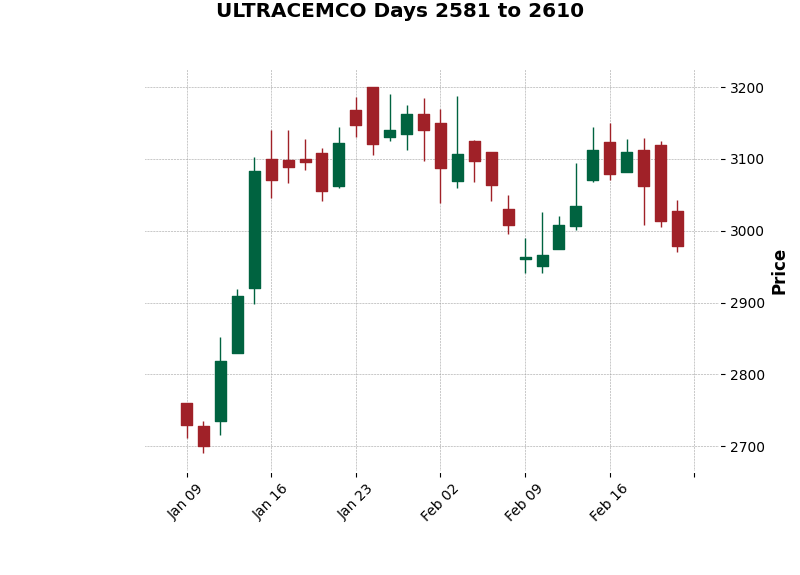 ULTRACEMCO Days 2581 to 2610
3200
3100
3000
2900
2800
2700
Price
Jan 09
Jan 16
Jan 23
Feb 02
Feb 09
Feb 16